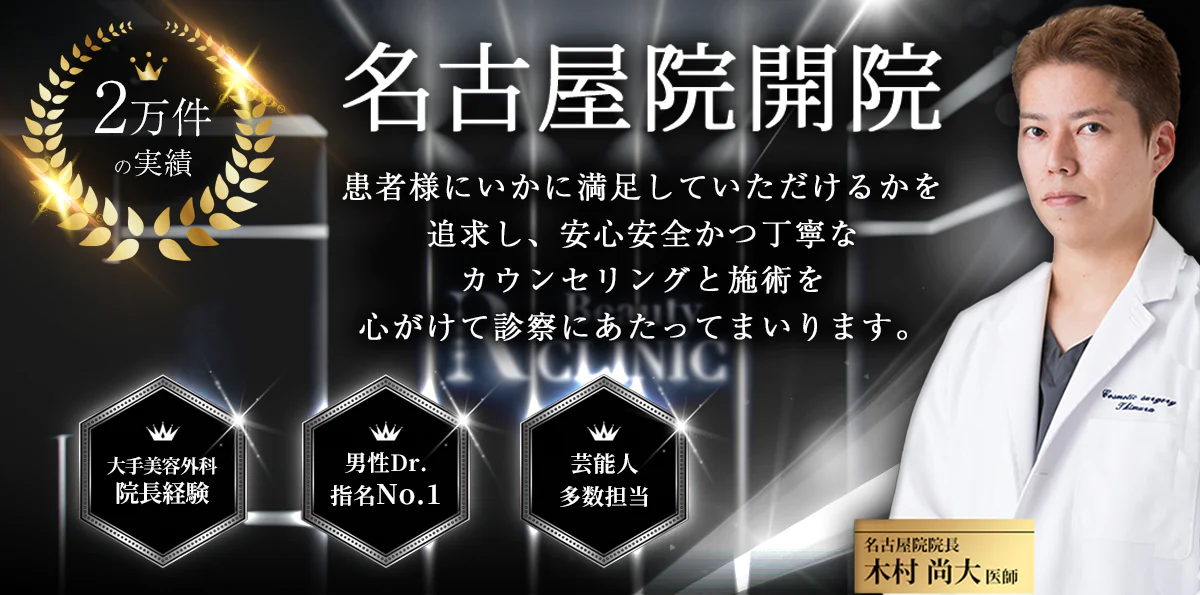 2万件
の実績
名古屋院開院
患者様にいかに満足していただけるかを
追求し、安心安全かつ丁寧な
カウンセリングと施術を
心がけて診察にあたってまいります。
R Beauty
CLINIC
大手美容外科
院長経験
男性Dr.
指名No.1
芸能人
多数担当
Cosmetic surgery
名古屋院院長
木村 尚大 医師